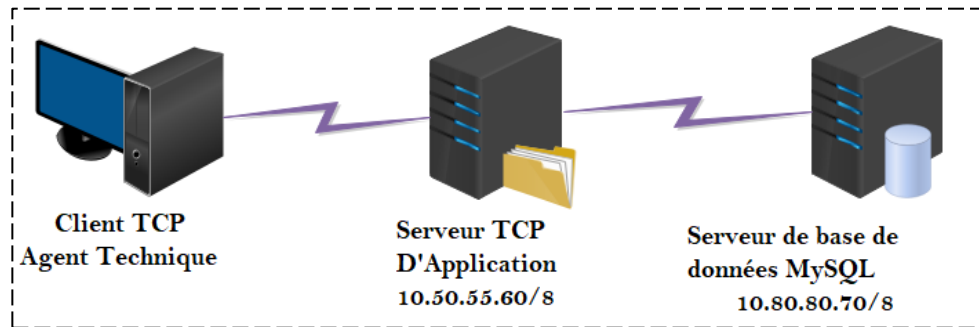 Client TCP
Agent Technique
Serveur TCP
D'Application
10.50.55.60/8
Serveur de base de
données MySQL
10.80.80.70/8